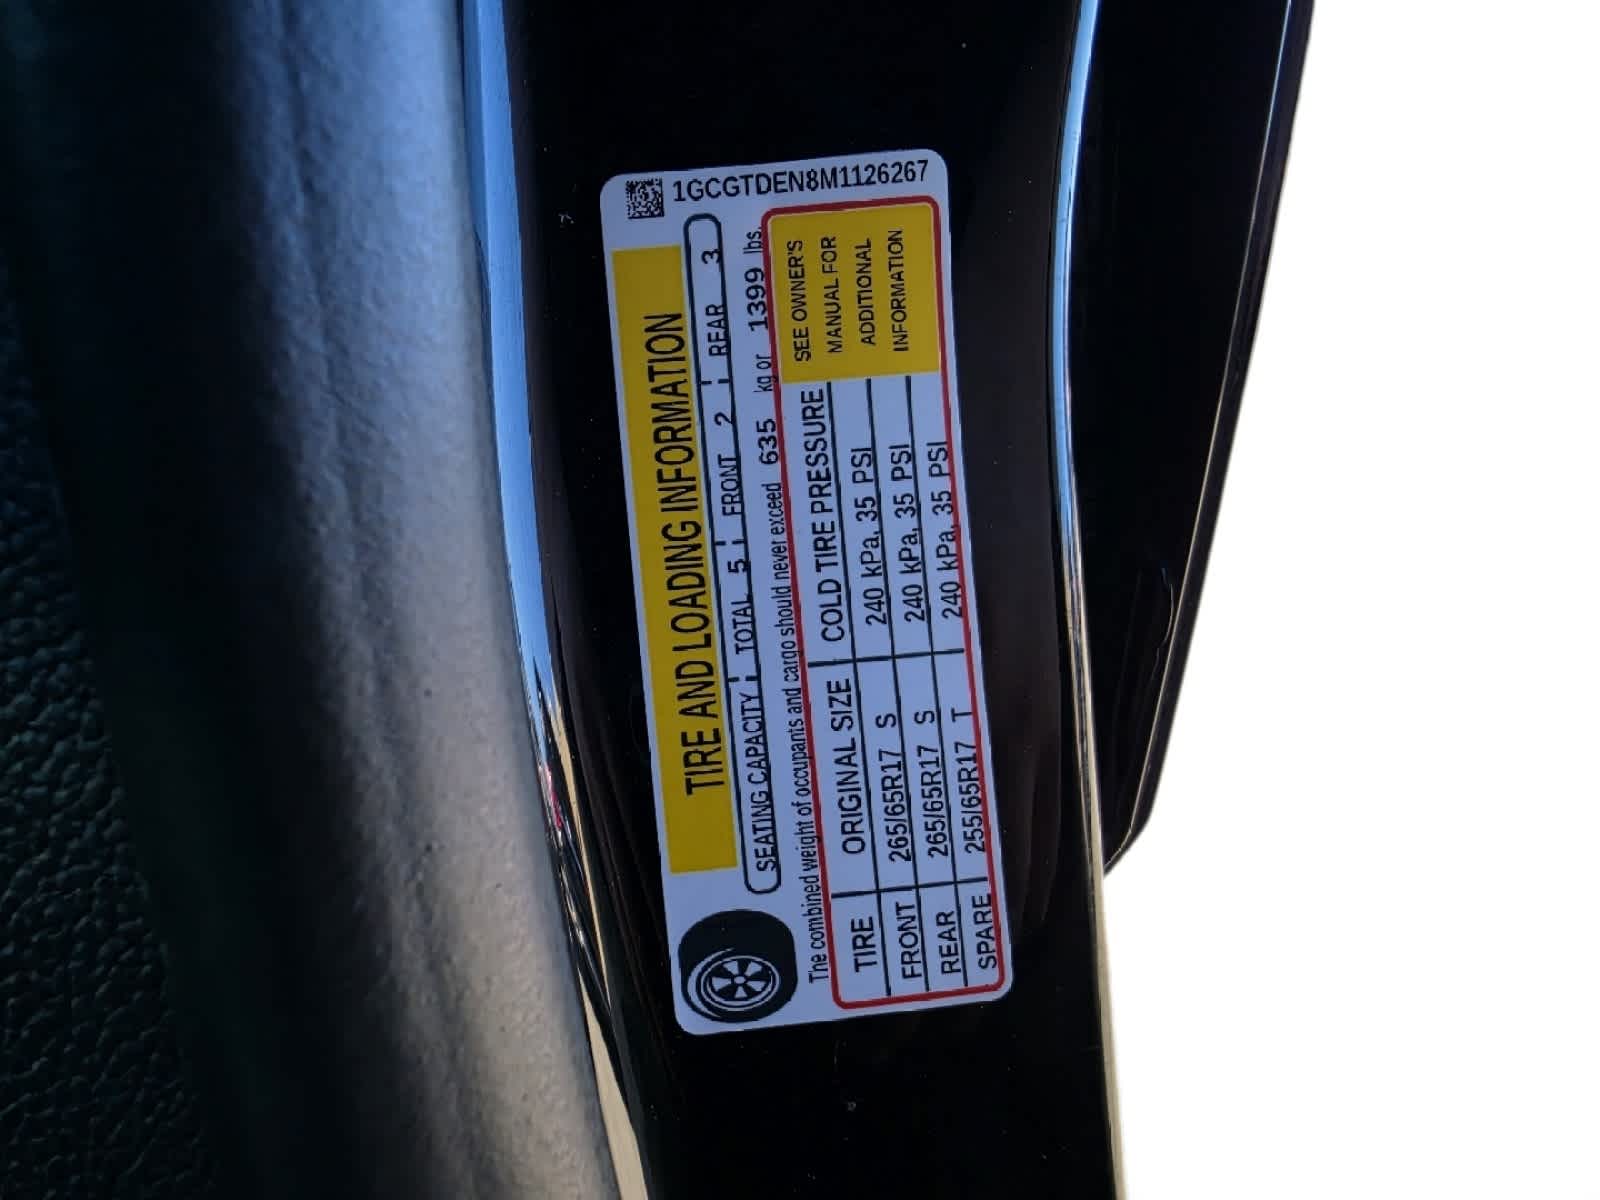 1GCGTDEN8M1126267
TIRE AND LOADING INFORMATION
SEATING CAPACITY TOTAL 5 FRONT 2 REAR 3
The combined weight of occupants and cargo should never exceed 635 kg or 1399 lbs.
TIRE ORIGINAL SIZE COLD TIRE PRESSURE
FRONT 265/65R17 S 240 kPa, 35 PSI
REAR 265/65R17 S 240 kPa, 35 PSI
SPARE 255/65R17 T 240 kPa, 35 PSI
SEE OWNER'S
MANUAL FOR
ADDITIONAL
INFORMATION